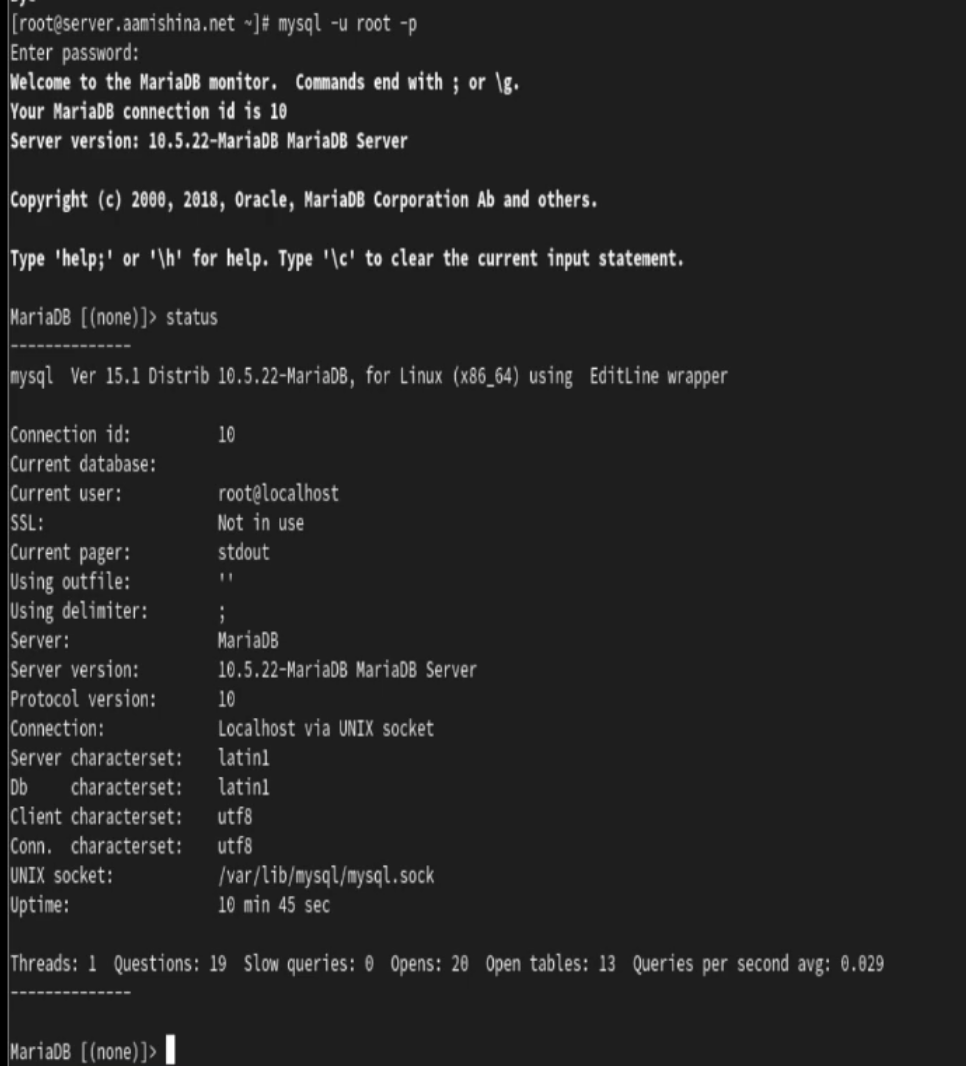 [root@server.aamishina.net ~]# mysql -u root -p
Enter password:
Welcome to the MariaDB monitor.  Commands end with ; or \g.
Your MariaDB connection id is 10
Server version: 10.5.22-MariaDB MariaDB Server

Copyright (c) 2000, 2018, Oracle, MariaDB Corporation Ab and others.

Type 'help;' or '\h' for help. Type '\c' to clear the current input statement.

MariaDB [(none)]> status
--------------
mysql  Ver 15.1 Distrib 10.5.22-MariaDB, for Linux (x86_64) using  EditLine wrapper

Connection id:          10
Current database:
Current user:           root@localhost
SSL:                    Not in use
Current pager:          stdout
Using outfile:          ''
Using delimiter:        ;
Server:                 MariaDB
Server version:         10.5.22-MariaDB MariaDB Server
Protocol version:       10
Connection:             Localhost via UNIX socket
Server characterset:    latin1
Db     characterset:    latin1
Client characterset:    utf8
Conn.  characterset:    utf8
UNIX socket:            /var/lib/mysql/mysql.sock
Uptime:                 10 min 45 sec

Threads: 1  Questions: 19  Slow queries: 0  Opens: 20  Open tables: 13  Queries per second avg: 0.029
--------------

MariaDB [(none)]>